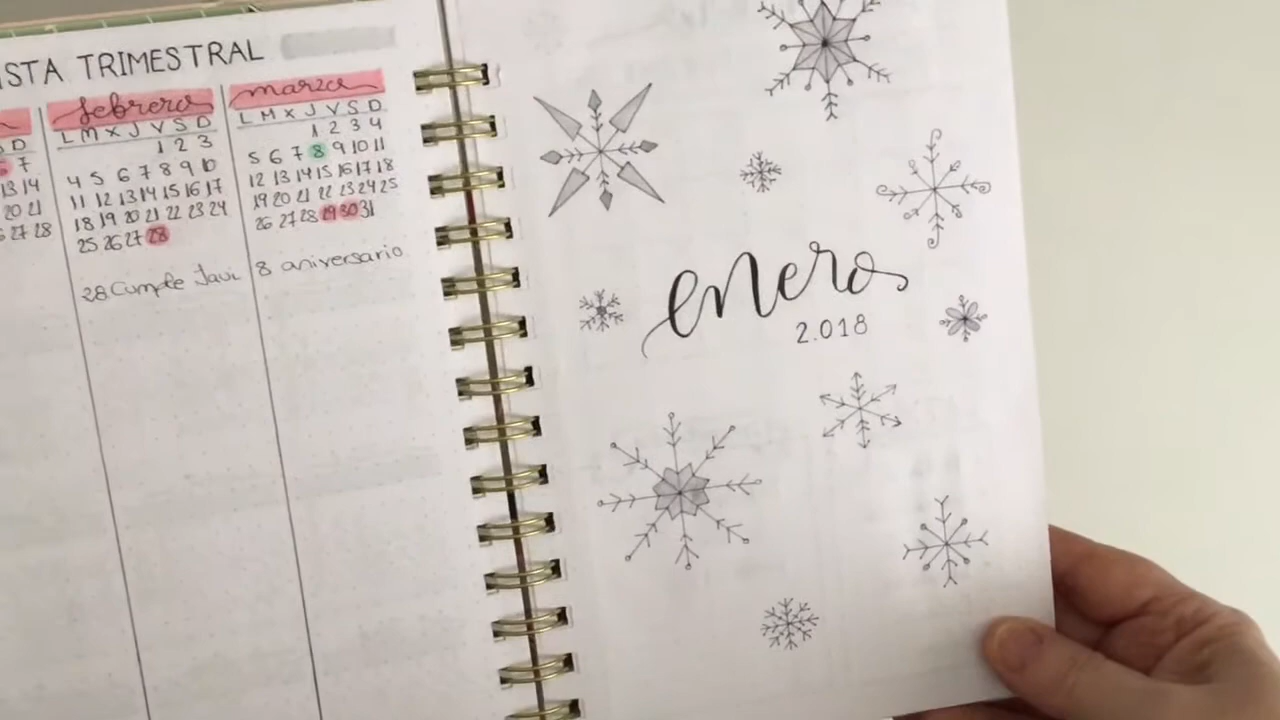 ISTA TRIMESTRAL
febrero
L M X J V S D
1 2 3
4 5 6 7 8 9 10
11 12 13 14 15 16 17
18 19 20 21 22 23 24
25 26 27 28
28 Cumple Javi
marzo
L M X J V S D
1 2 3 4
5 6 7 8 9 10 11
12 13 14 15 16 17 18
19 20 21 22 23 24 25
26 27 28 29 30 31
8 aniversario
D
7
13 14
20 21
27 28
enero
2.018